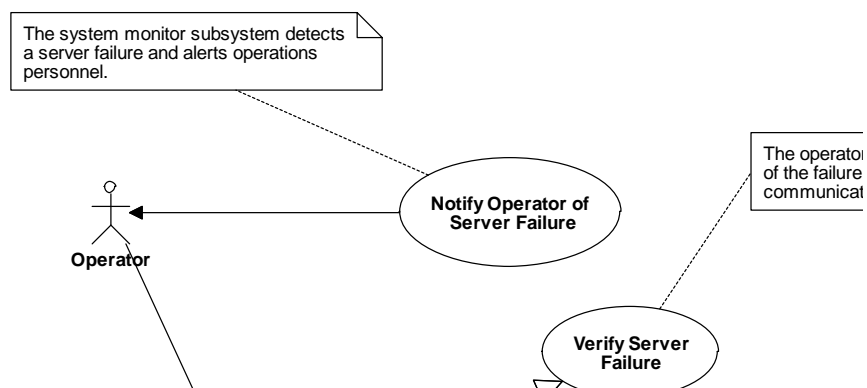 The system monitor subsystem detects
a server failure and alerts operations
personnel.
The operator
of the failure
communicat
Notify Operator of
Server Failure
Operator
Verify Server
Failure